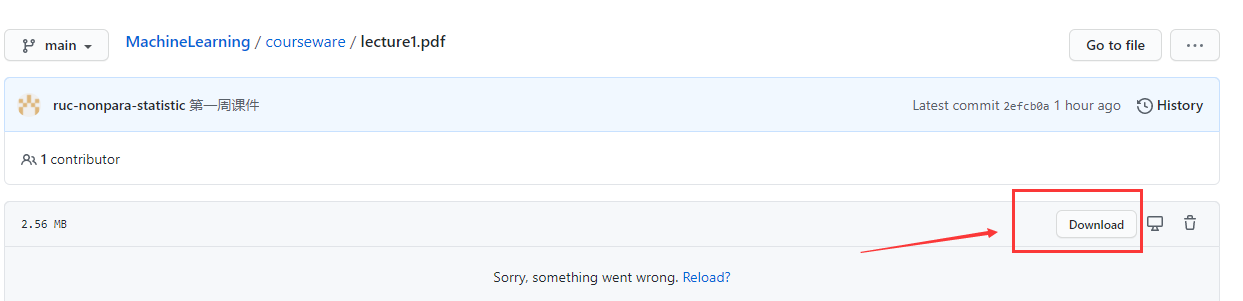 main MachineLearning / courseware / lecture1.pdf Go to file ...
ruc-nonpara-statistic 第一周课件 Latest commit 2efcb0a 1 hour ago History
1 contributor
2.56 MB Download
Sorry, something went wrong. Reload?